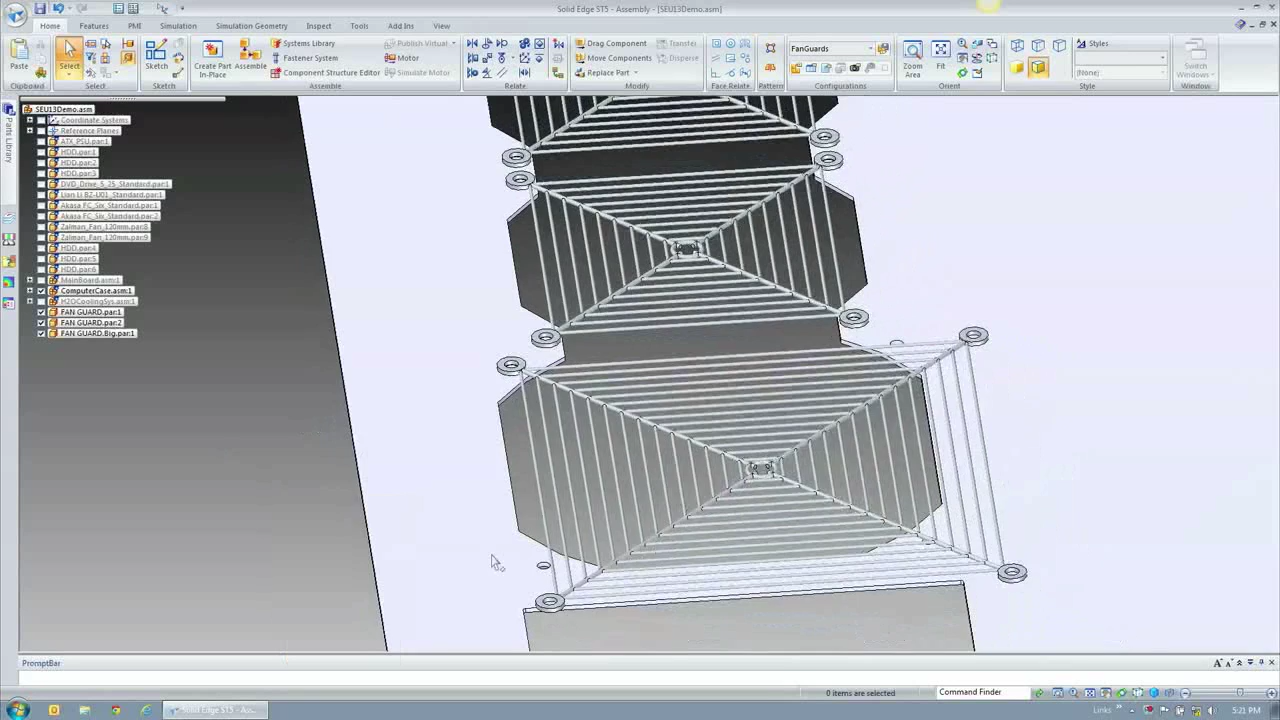 Solid Edge ST5 - Assembly - [SEU13Demo.asm]
Home Features PMI Simulation Simulation Geometry Inspect Tools Add Ins View
Paste
Clipboard
Select
Select
Sketch
Sketch
Create Part In-Place
Assemble
Systems Library
Fastener System
Component Structure Editor
Publish Virtual
Motor
Simulate Motor
Assemble
Relate
Drag Component
Move Components
Replace Part
Transfer
Disperse
Modify
Face Relate
Pattern
FanGuards
Configurations
Zoom Area
Fit
Orient
Styles
(None)
Style
Switch Windows
Window
Parts Library
SEU13Demo.asm
Coordinate Systems
Reference Planes
ATX_PSU.par:1
HDD.par:1
HDD.par:2
HDD.par:3
DVD_Drive_5_25_Standard.par:1
Lian Li BZ-U01_Standard.par:1
Akasa FC_Six_Standard.par:1
Akasa FC_Six_Standard.par:2
Zalman_Fan_120mm.par:8
Zalman_Fan_120mm.par:9
HDD.par:4
HDD.par:5
HDD.par:6
MainBoard.asm:1
ComputerCase.asm:1
H2OCoolingSys.asm:1
FAN GUARD.par:1
FAN GUARD.par:2
FAN GUARD.Big.par:1
PromptBar
0 items are selected
Command Finder
Solid Edge ST5 - Ass...
Links
5:21 PM